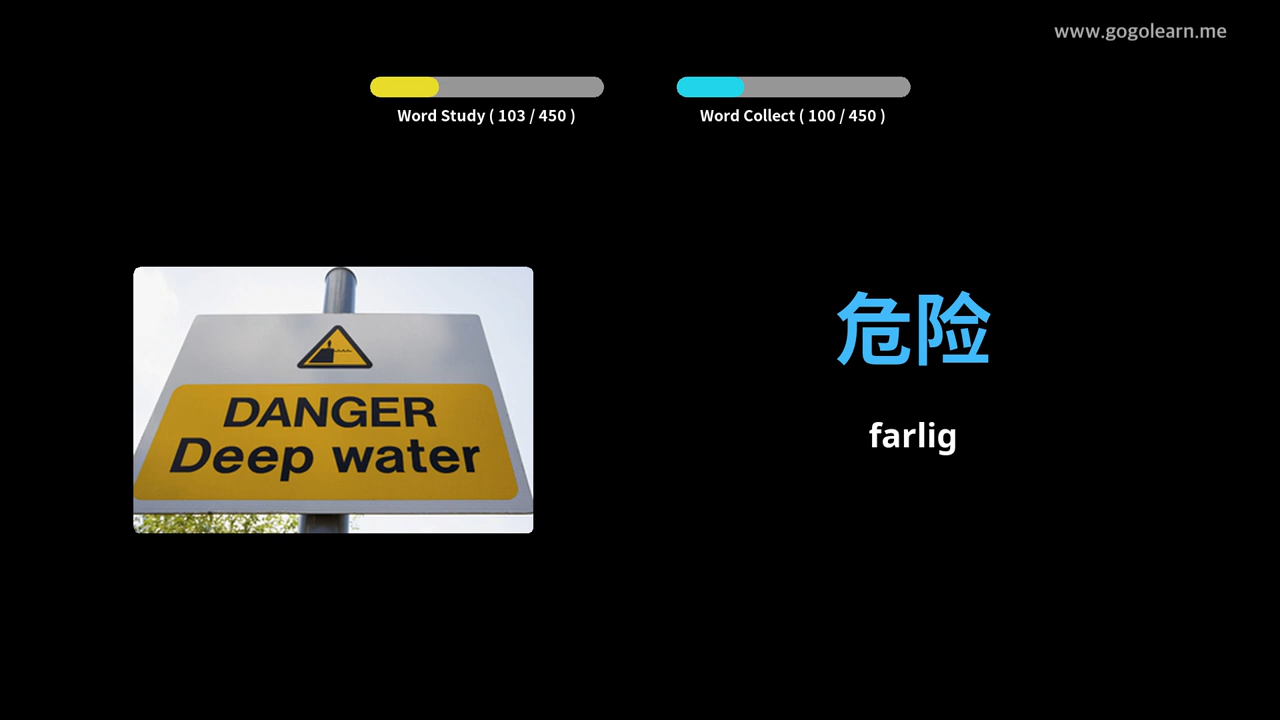 www.gogolearn.me
Word Study ( 103 / 450 )
Word Collect ( 100 / 450 )
DANGER
Deep water
危险
farlig